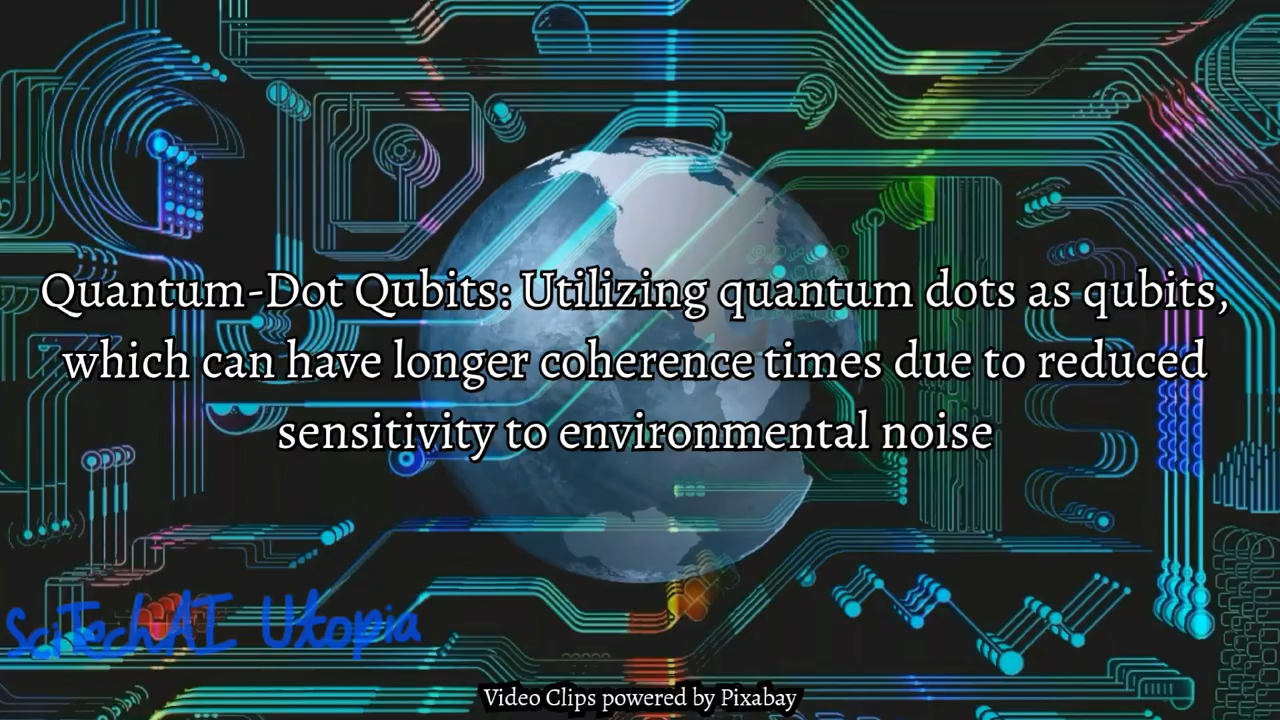 Quantum-Dot Qubits: Utilizing quantum dots as qubits,
which can have longer coherence times due to reduced
sensitivity to environmental noise
SciTechAI Utopia
Video Clips powered by Pixabay